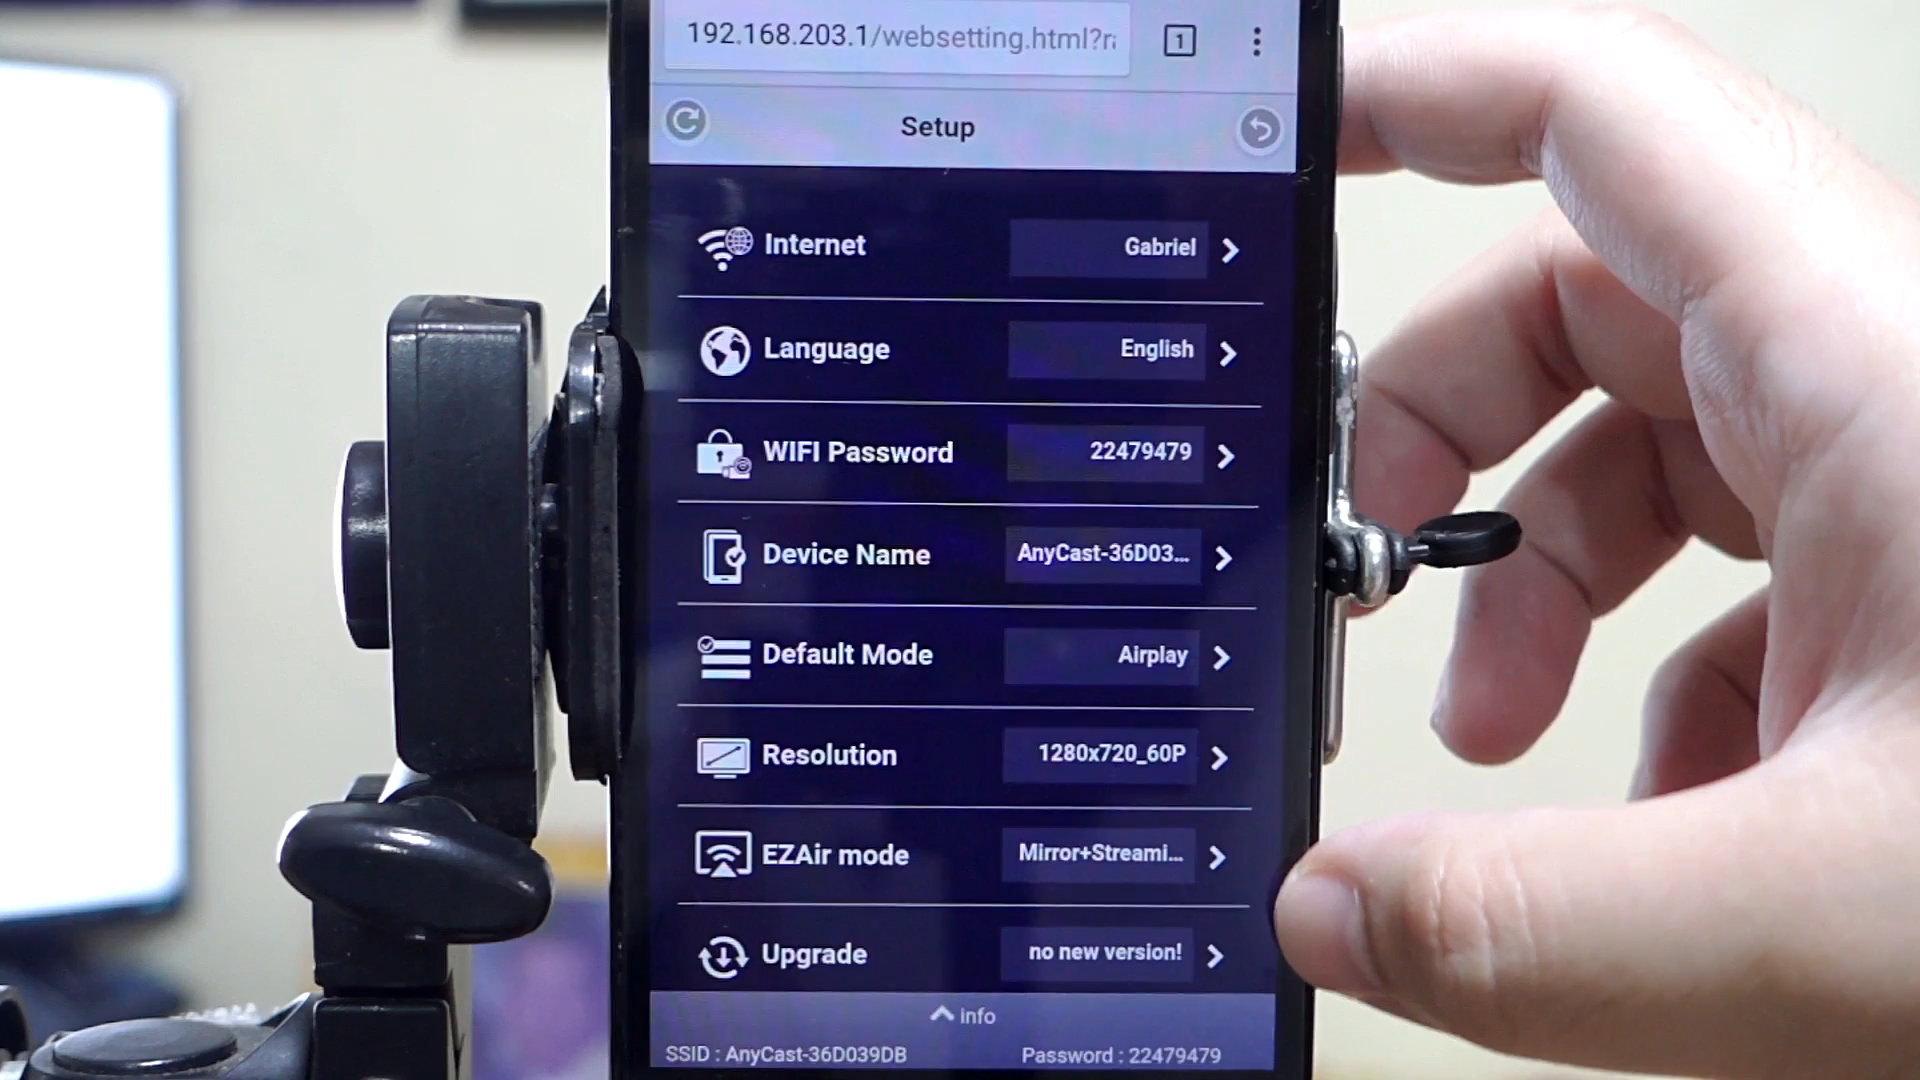 192.168.203.1/websetting.html?ra
1
Setup
Internet Gabriel
Language English
WIFI Password 22479479
Device Name AnyCast-36D03...
Default Mode Airplay
Resolution 1280x720_60P
EZAir mode Mirror+Streami...
Upgrade no new version!
info
SSID : AnyCast-36D039DB Password : 22479479